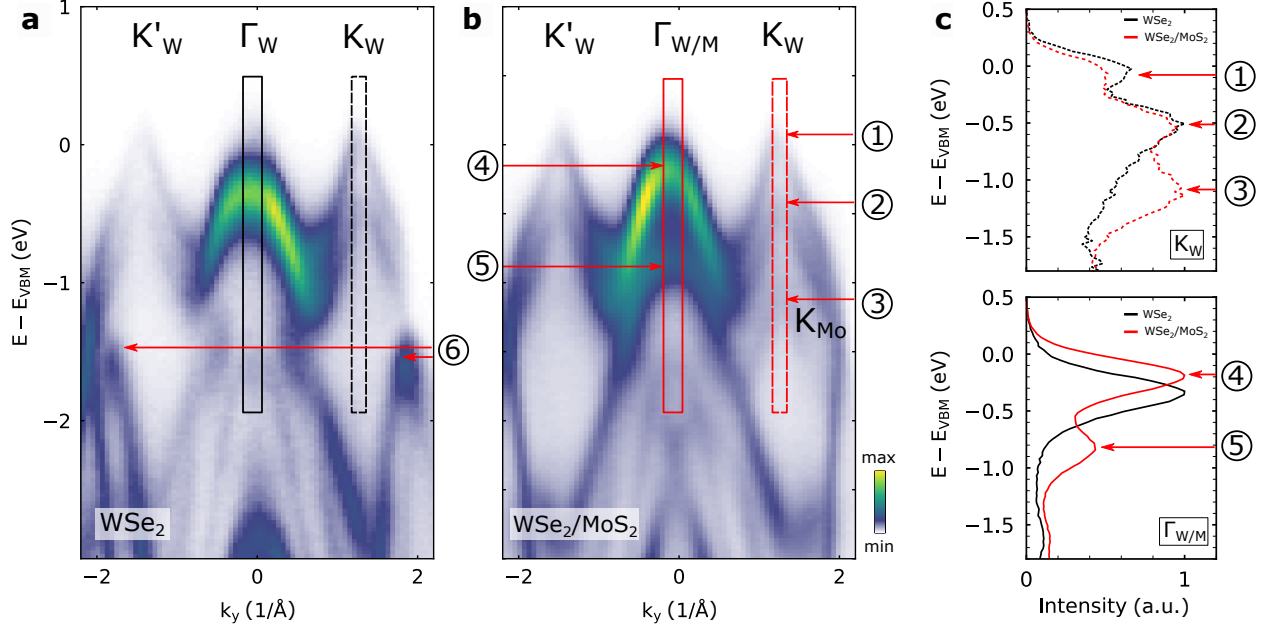 a
K'W
ΓW
KW
E − EVBM (eV)
1
0
−1
−2
WSe2
−2
0
2
ky (1/Å)
⑥
b
K'W
ΓW/M
KW
④
⑤
①
②
③
KMo
WSe2/MoS2
max
min
−2
0
2
ky (1/Å)
c
E − EVBM (eV)
0.5
0.0
−0.5
−1.0
−1.5
WSe2
WSe2/MoS2
①
②
③
KW
E − EVBM (eV)
0.5
0.0
−0.5
−1.0
−1.5
WSe2
WSe2/MoS2
④
⑤
ΓW/M
0
1
Intensity (a.u.)